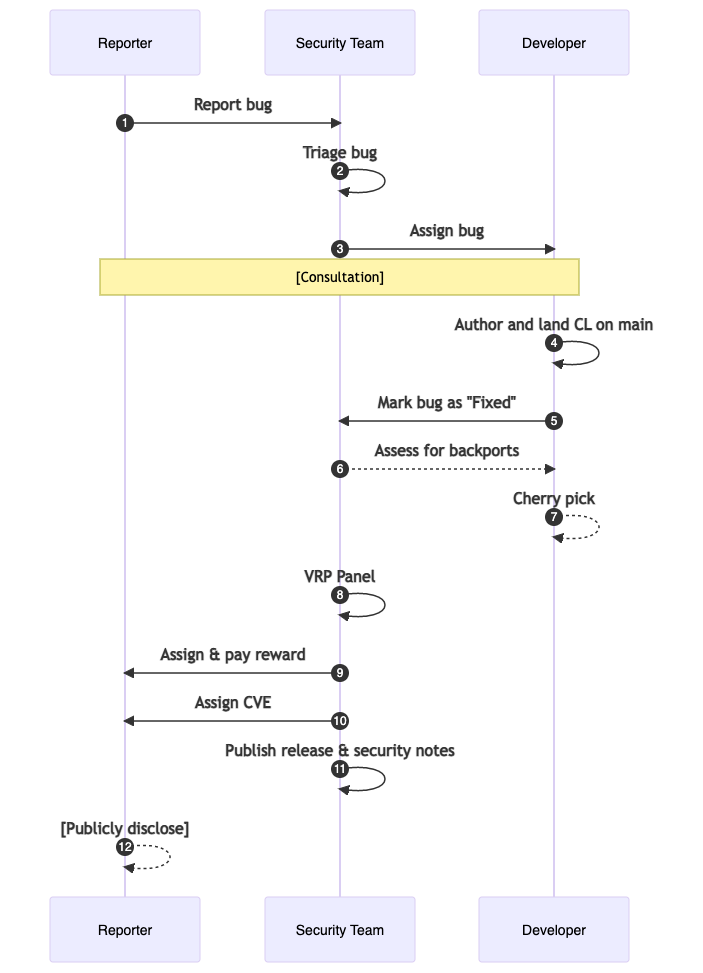 Reporter
Security Team
Developer
Report bug
1
Triage bug
2
Assign bug
3
[Consultation]
Author and land CL on main
4
Mark bug as "Fixed"
5
Assess for backports
6
Cherry pick
7
VRP Panel
8
Assign & pay reward
9
Assign CVE
10
Publish release & security notes
11
[Publicly disclose]
12
Reporter
Security Team
Developer